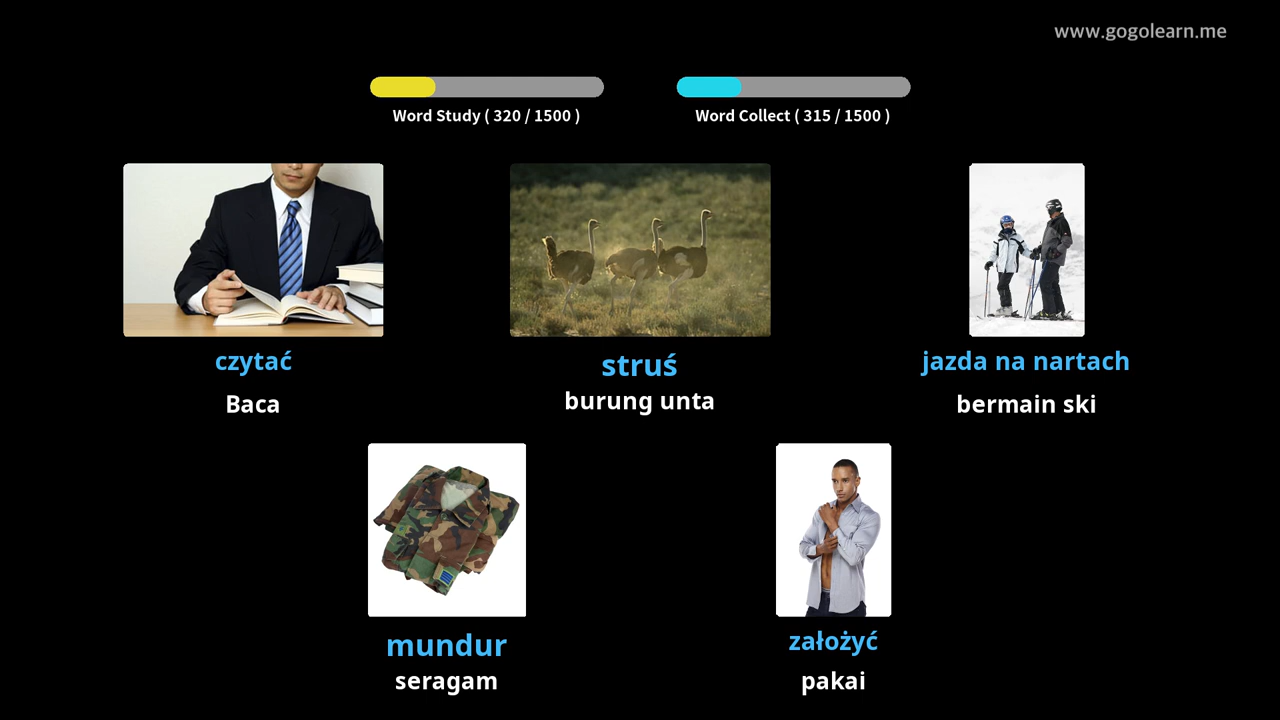 www.gogolearn.me
Word Study ( 320 / 1500 )
Word Collect ( 315 / 1500 )
czytać
struś
jazda na nartach
Baca
burung unta
bermain ski
mundur
założyć
seragam
pakai